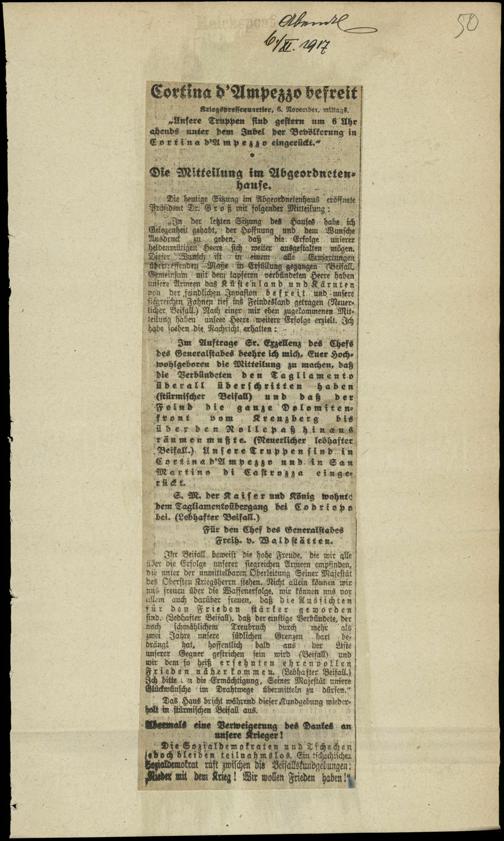 Abendbl.
50
6/XI. 1917
Cortina d'Ampezzo befreit
Kriegspressequartier, 6. November, mittags.
„Unsere Truppen sind gestern um 6 Uhr
abends unter dem Jubel der Bevölkerung in
Cortina d'Ampezzo eingerückt.“
*
Die Mitteilung im Abgeordneten-
hause.
Die heutige Sitzung im Abgeordnetenhaus eröffnete
Präsident Dr. Groß mit folgender Mitteilung:
„In der letzten Sitzung des Hauses habe ich
Gelegenheit gehabt, der Hoffnung und dem Wunsche
Ausdruck zu geben, daß die Erfolge unserer
heldenmütigen Heere sich weiter ausgestalten mögen.
Dieser Wunsch ist in einem alle Erwartungen
übertreffenden Maße in Erfüllung gegangen (Beifall).
Gemeinsam mit dem tapferen verbündeten Heere haben
unsere Armeen das Küstenland und Kärnten
von der feindlichen Invasion befreit und unsere
siegreichen Fahnen tief ins Feindesland getragen (Neuer-
licher Beifall.) Nach einer mir eben zugekommenen Mit-
teilung haben unsere Heere weitere Erfolge erzielt. Ich
habe soeben die Nachricht erhalten:
Im Auftrage Sr. Exzellenz des Chefs
des Generalstabes beehre ich mich, Euer Hoch-
wohlgeboren die Mitteilung zu machen, daß
die Verbündeten den Tagliamento
überall überschritten haben
(stürmischer Beifall) und daß der
Feind die ganze Dolomiten-
front vom Kreuzberg bis
über den Rollepaß hinaus
räumen mußte. (Neuerlicher lebhafter
Beifall.) Unsere Truppen sind in
Cortina d'Ampezzo und in San
Martino di Castrozza einge-
rückt.
S. M. der Kaiser und König wohnte
dem Tagliamentoübergang bei Codroipo
bei. (Lebhafter Beifall.)
Für den Chef des Generalstabes
Freih. v. Waldstätten.
Ihr Beifall beweist die hohe Freude, die wir alle
über die Erfolge unserer siegreichen Armeen empfinden,
die unter der unmittelbaren Oberleitung Seiner Majestät
des Obersten Kriegsherrn stehen. Nicht allein können wir
uns freuen über die Waffenerfolge, wir können uns vor
allem auch darüber freuen, daß die Aussichten
für den Frieden stärker geworden
sind. (Lebhafter Beifall), daß der einstige Verbündete, der
nach schmählichem Treubruch durch mehr als
zwei Jahre unsere südlichen Grenzen hart be-
drängt hat, hoffentlich bald aus der Liste
unserer Gegner gestrichen sein wird (Beifall) und
wir dem so heiß ersehnten ehrenvollen
Frieden näher kommen. (Lebhafter Beifall.)
Ich bitte um die Ermächtigung, Seiner Majestät unsere
Glückwünsche im Drahtwege übermitteln zu dürfen.“
Das Haus bricht während dieser Kundgebung wieder-
holt in stürmischen Beifall aus.
Abermals eine Verweigerung des Dankes an
unsere Krieger!
Die Sozialdemokraten und Tschechen
jedoch bleiben teilnahmslos. Ein tschechischer
Sozialdemokrat ruft zwischen die Beifallskundgebungen:
„Nieder mit dem Krieg! Wir wollen Frieden haben!“